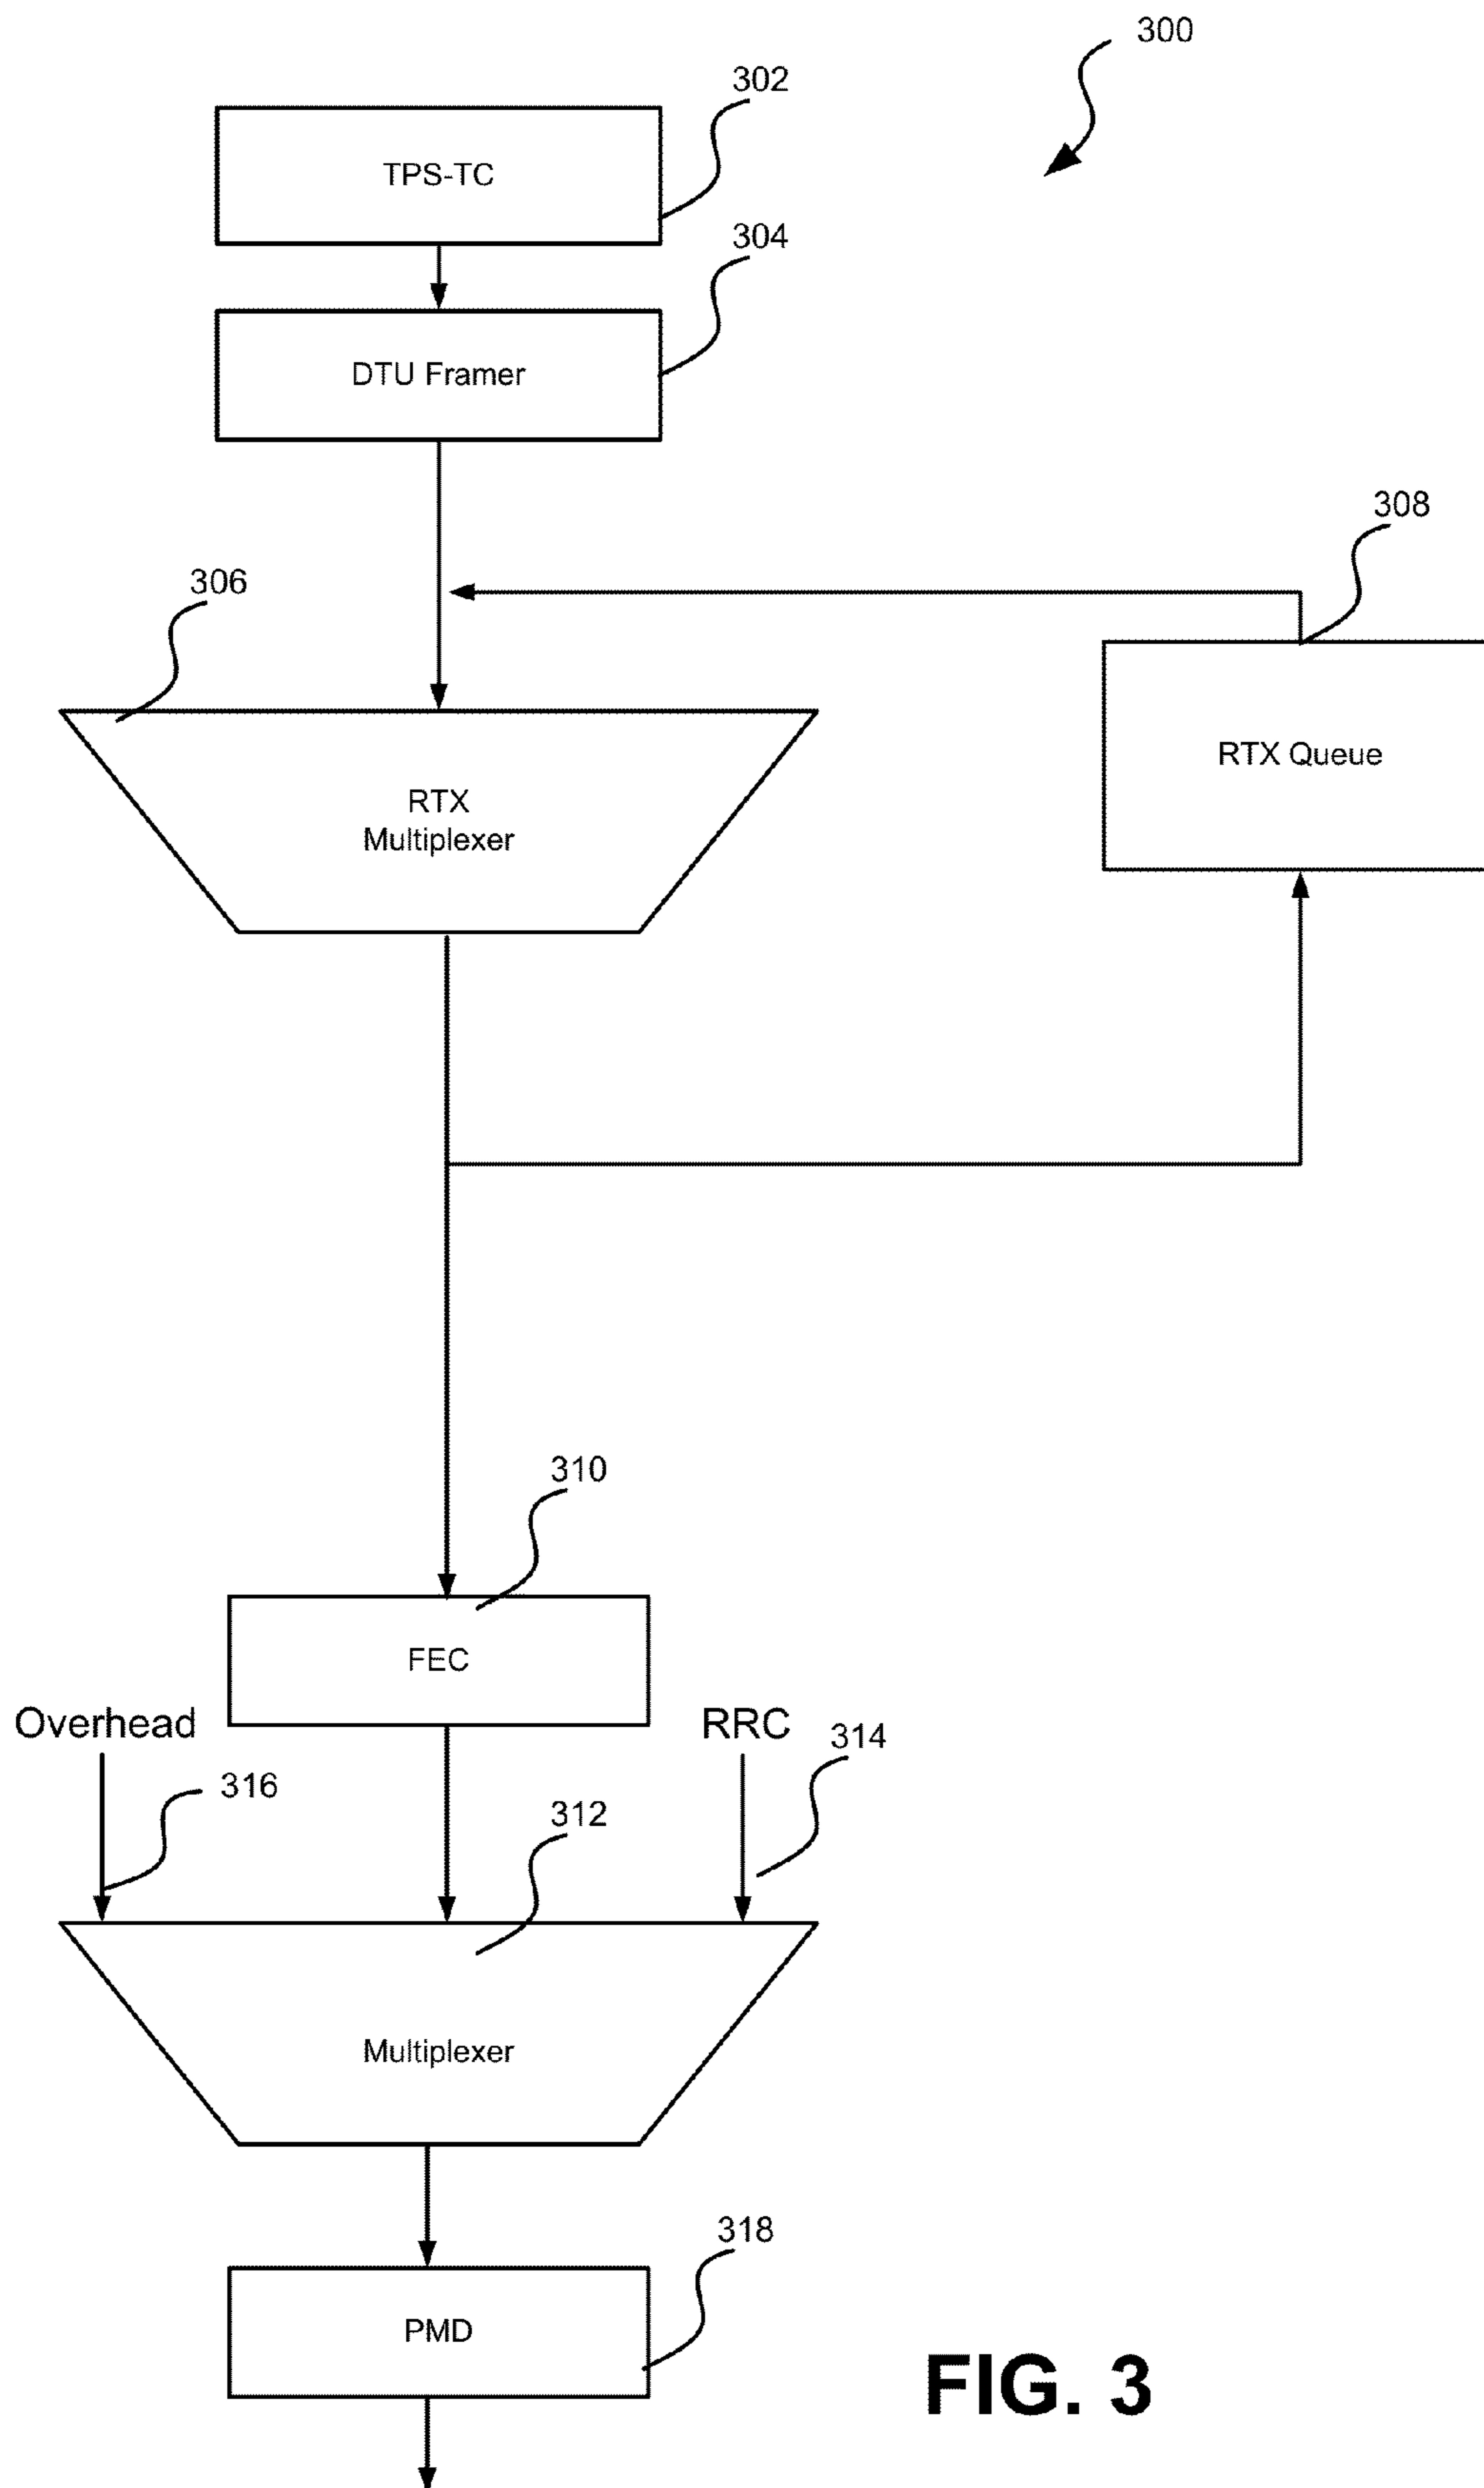 300
302
TPS-TC
304
DTU Framer
308
306
RTX Queue
RTX
Multiplexer
310
FEC
Overhead
RRC
314
316
312
Multiplexer
318
PMD
FIG. 3